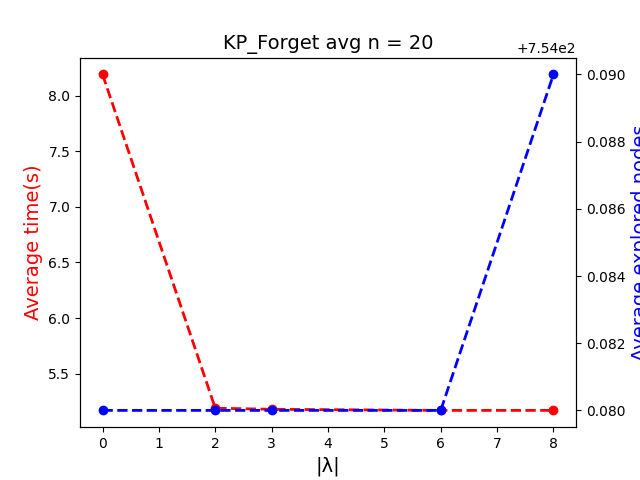 KP_Forget avg n = 20
+7.54e2
Average time(s)
8.0
7.5
7.0
6.5
6.0
5.5
0.090
0.088
0.086
0.084
0.082
0.080
Average explored nodes
0 1 2 3 4 5 6 7 8
|λ|